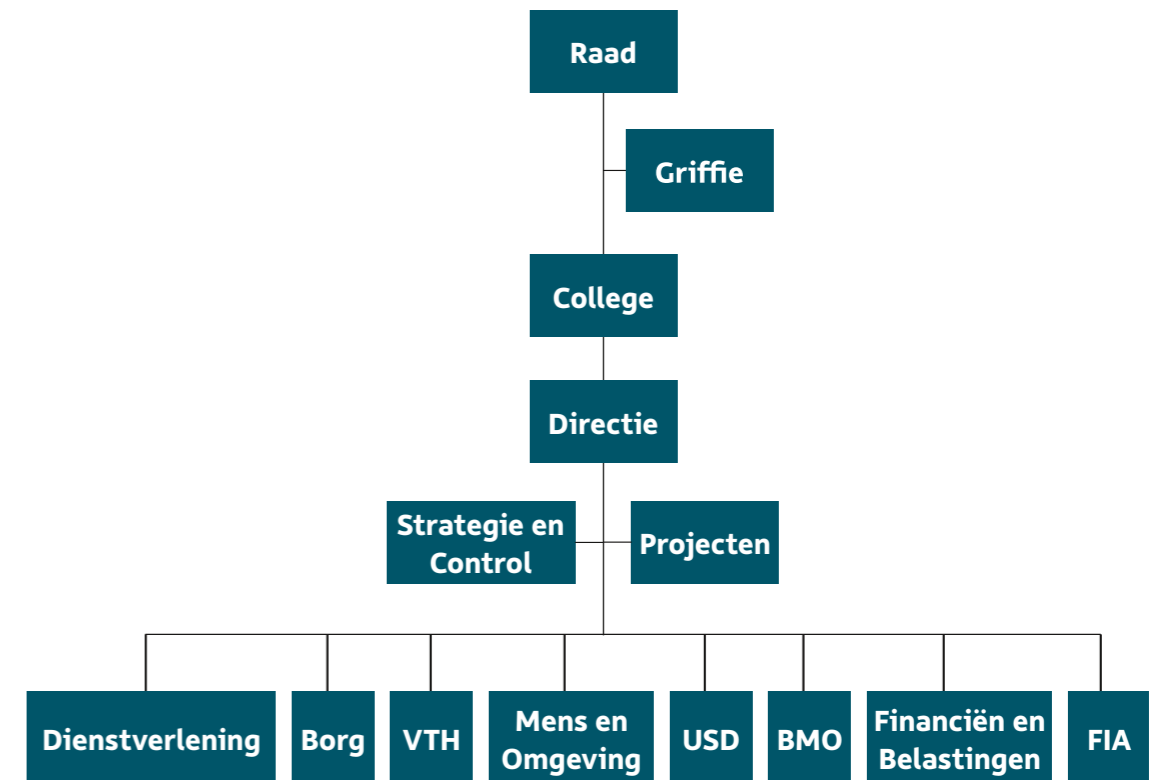 Raad
Griffie
College
Directie
Strategie en
Control
Projecten
Dienstverlening
Borg
VTH
Mens en
Omgeving
USD
BMO
Financiën en
Belastingen
FIA